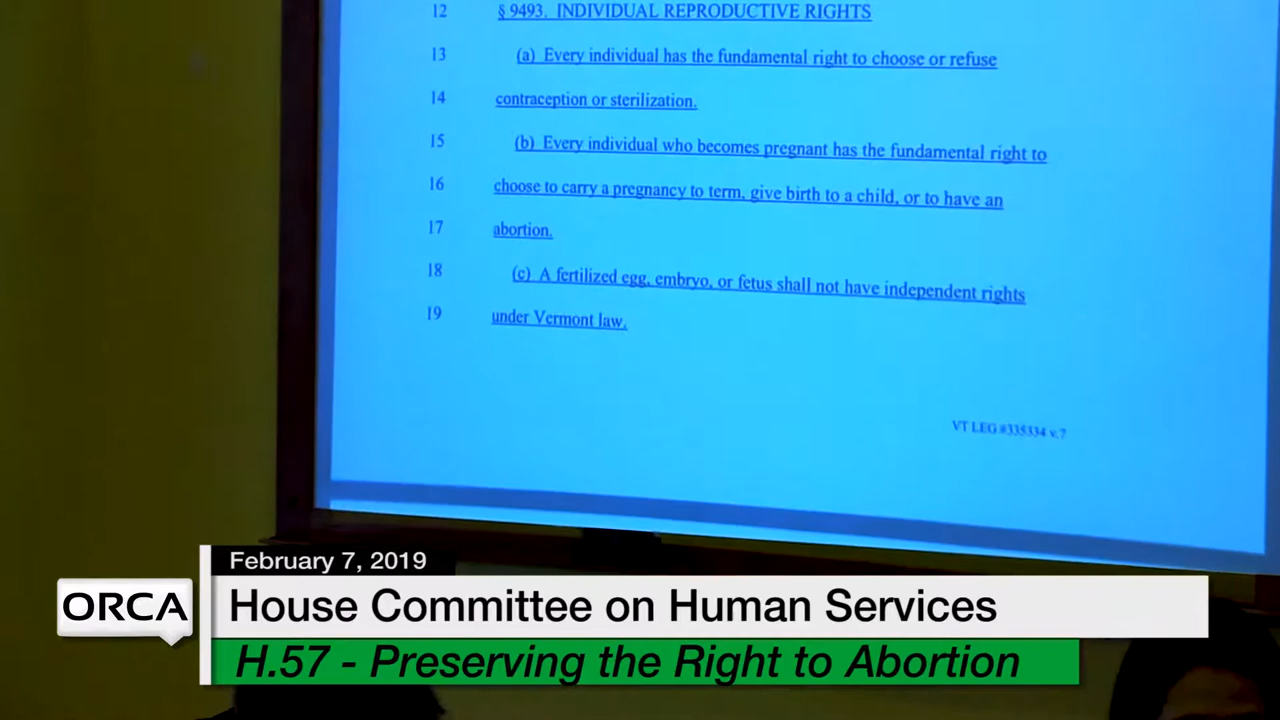 12 § 9493. INDIVIDUAL REPRODUCTIVE RIGHTS
13 (a) Every individual has the fundamental right to choose or refuse
14 contraception or sterilization.
15 (b) Every individual who becomes pregnant has the fundamental right to
16 choose to carry a pregnancy to term, give birth to a child, or to have an
17 abortion.
18 (c) A fertilized egg, embryo, or fetus shall not have independent rights
19 under Vermont law.
VT LEG #335334 v.7
February 7, 2019
ORCA
House Committee on Human Services
H.57 - Preserving the Right to Abortion